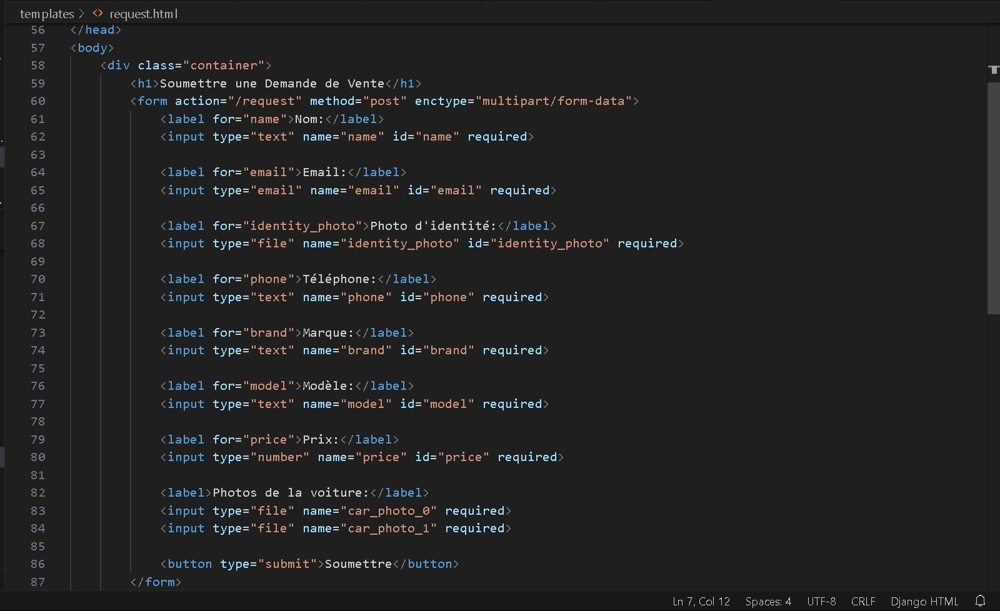 templates > <> request.html
56 </head>
57 <body>
58 <div class="container">
59 <h1>Soumettre une Demande de Vente</h1>
60 <form action="/request" method="post" enctype="multipart/form-data">
61 <label for="name">Nom:</label>
62 <input type="text" name="name" id="name" required>
63
64 <label for="email">Email:</label>
65 <input type="email" name="email" id="email" required>
66
67 <label for="identity_photo">Photo d'identité:</label>
68 <input type="file" name="identity_photo" id="identity_photo" required>
69
70 <label for="phone">Téléphone:</label>
71 <input type="text" name="phone" id="phone" required>
72
73 <label for="brand">Marque:</label>
74 <input type="text" name="brand" id="brand" required>
75
76 <label for="model">Modèle:</label>
77 <input type="text" name="model" id="model" required>
78
79 <label for="price">Prix:</label>
80 <input type="number" name="price" id="price" required>
81
82 <label>Photos de la voiture:</label>
83 <input type="file" name="car_photo_0" required>
84 <input type="file" name="car_photo_1" required>
85
86 <button type="submit">Soumettre</button>
87 </form>
Ln 7, Col 12 Spaces: 4 UTF-8 CRLF Django HTML